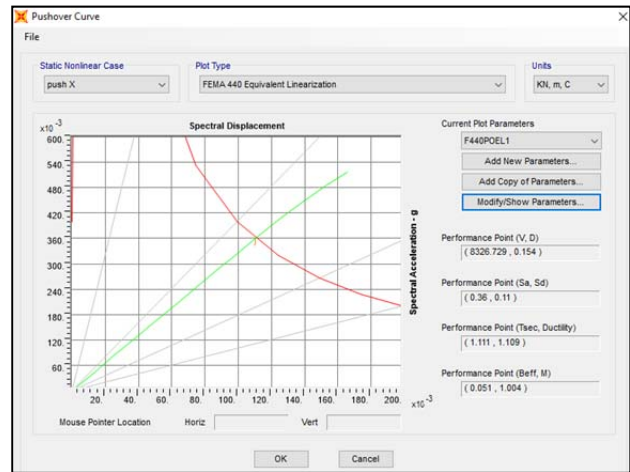 Pushover Curve
File
Static Nonlinear Case
push X
Plot Type
FEMA 440 Equivalent Linearization
Units
KN, m, C
x10 -3
Spectral Displacement
600.
540.
480.
420.
360.
300.
240.
180.
120.
60.
20. 40. 60. 80. 100. 120. 140. 160. 180. 200.
x10 -3
Spectral Acceleration - g
Mouse Pointer Location Horiz Vert
Current Plot Parameters
F440POEL1
Add New Parameters...
Add Copy of Parameters...
Modify/Show Parameters...
Performance Point (V, D)
( 8326.729 , 0.154 )
Performance Point (Sa, Sd)
( 0.36 , 0.11 )
Performance Point (Tsec, Ductility)
( 1.111 , 1.109 )
Performance Point (Beff, M)
( 0.051 , 1.004 )
OK Cancel